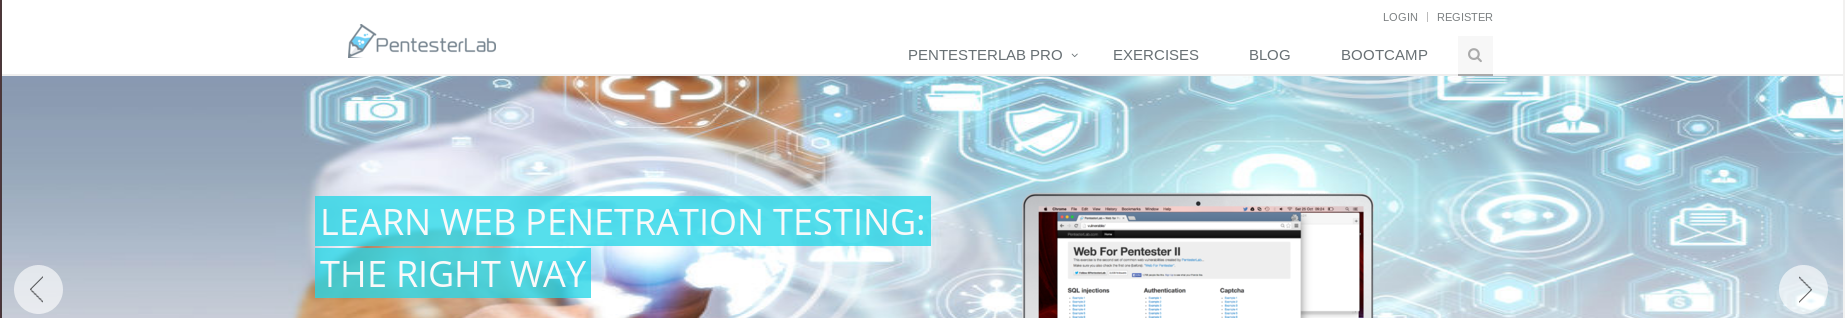 LOGIN | REGISTER
PentesterLab
PENTESTERLAB PRO EXERCISES BLOG BOOTCAMP
LEARN WEB PENETRATION TESTING:
THE RIGHT WAY
Web For Pentester II
SQL injections Authentication Captcha